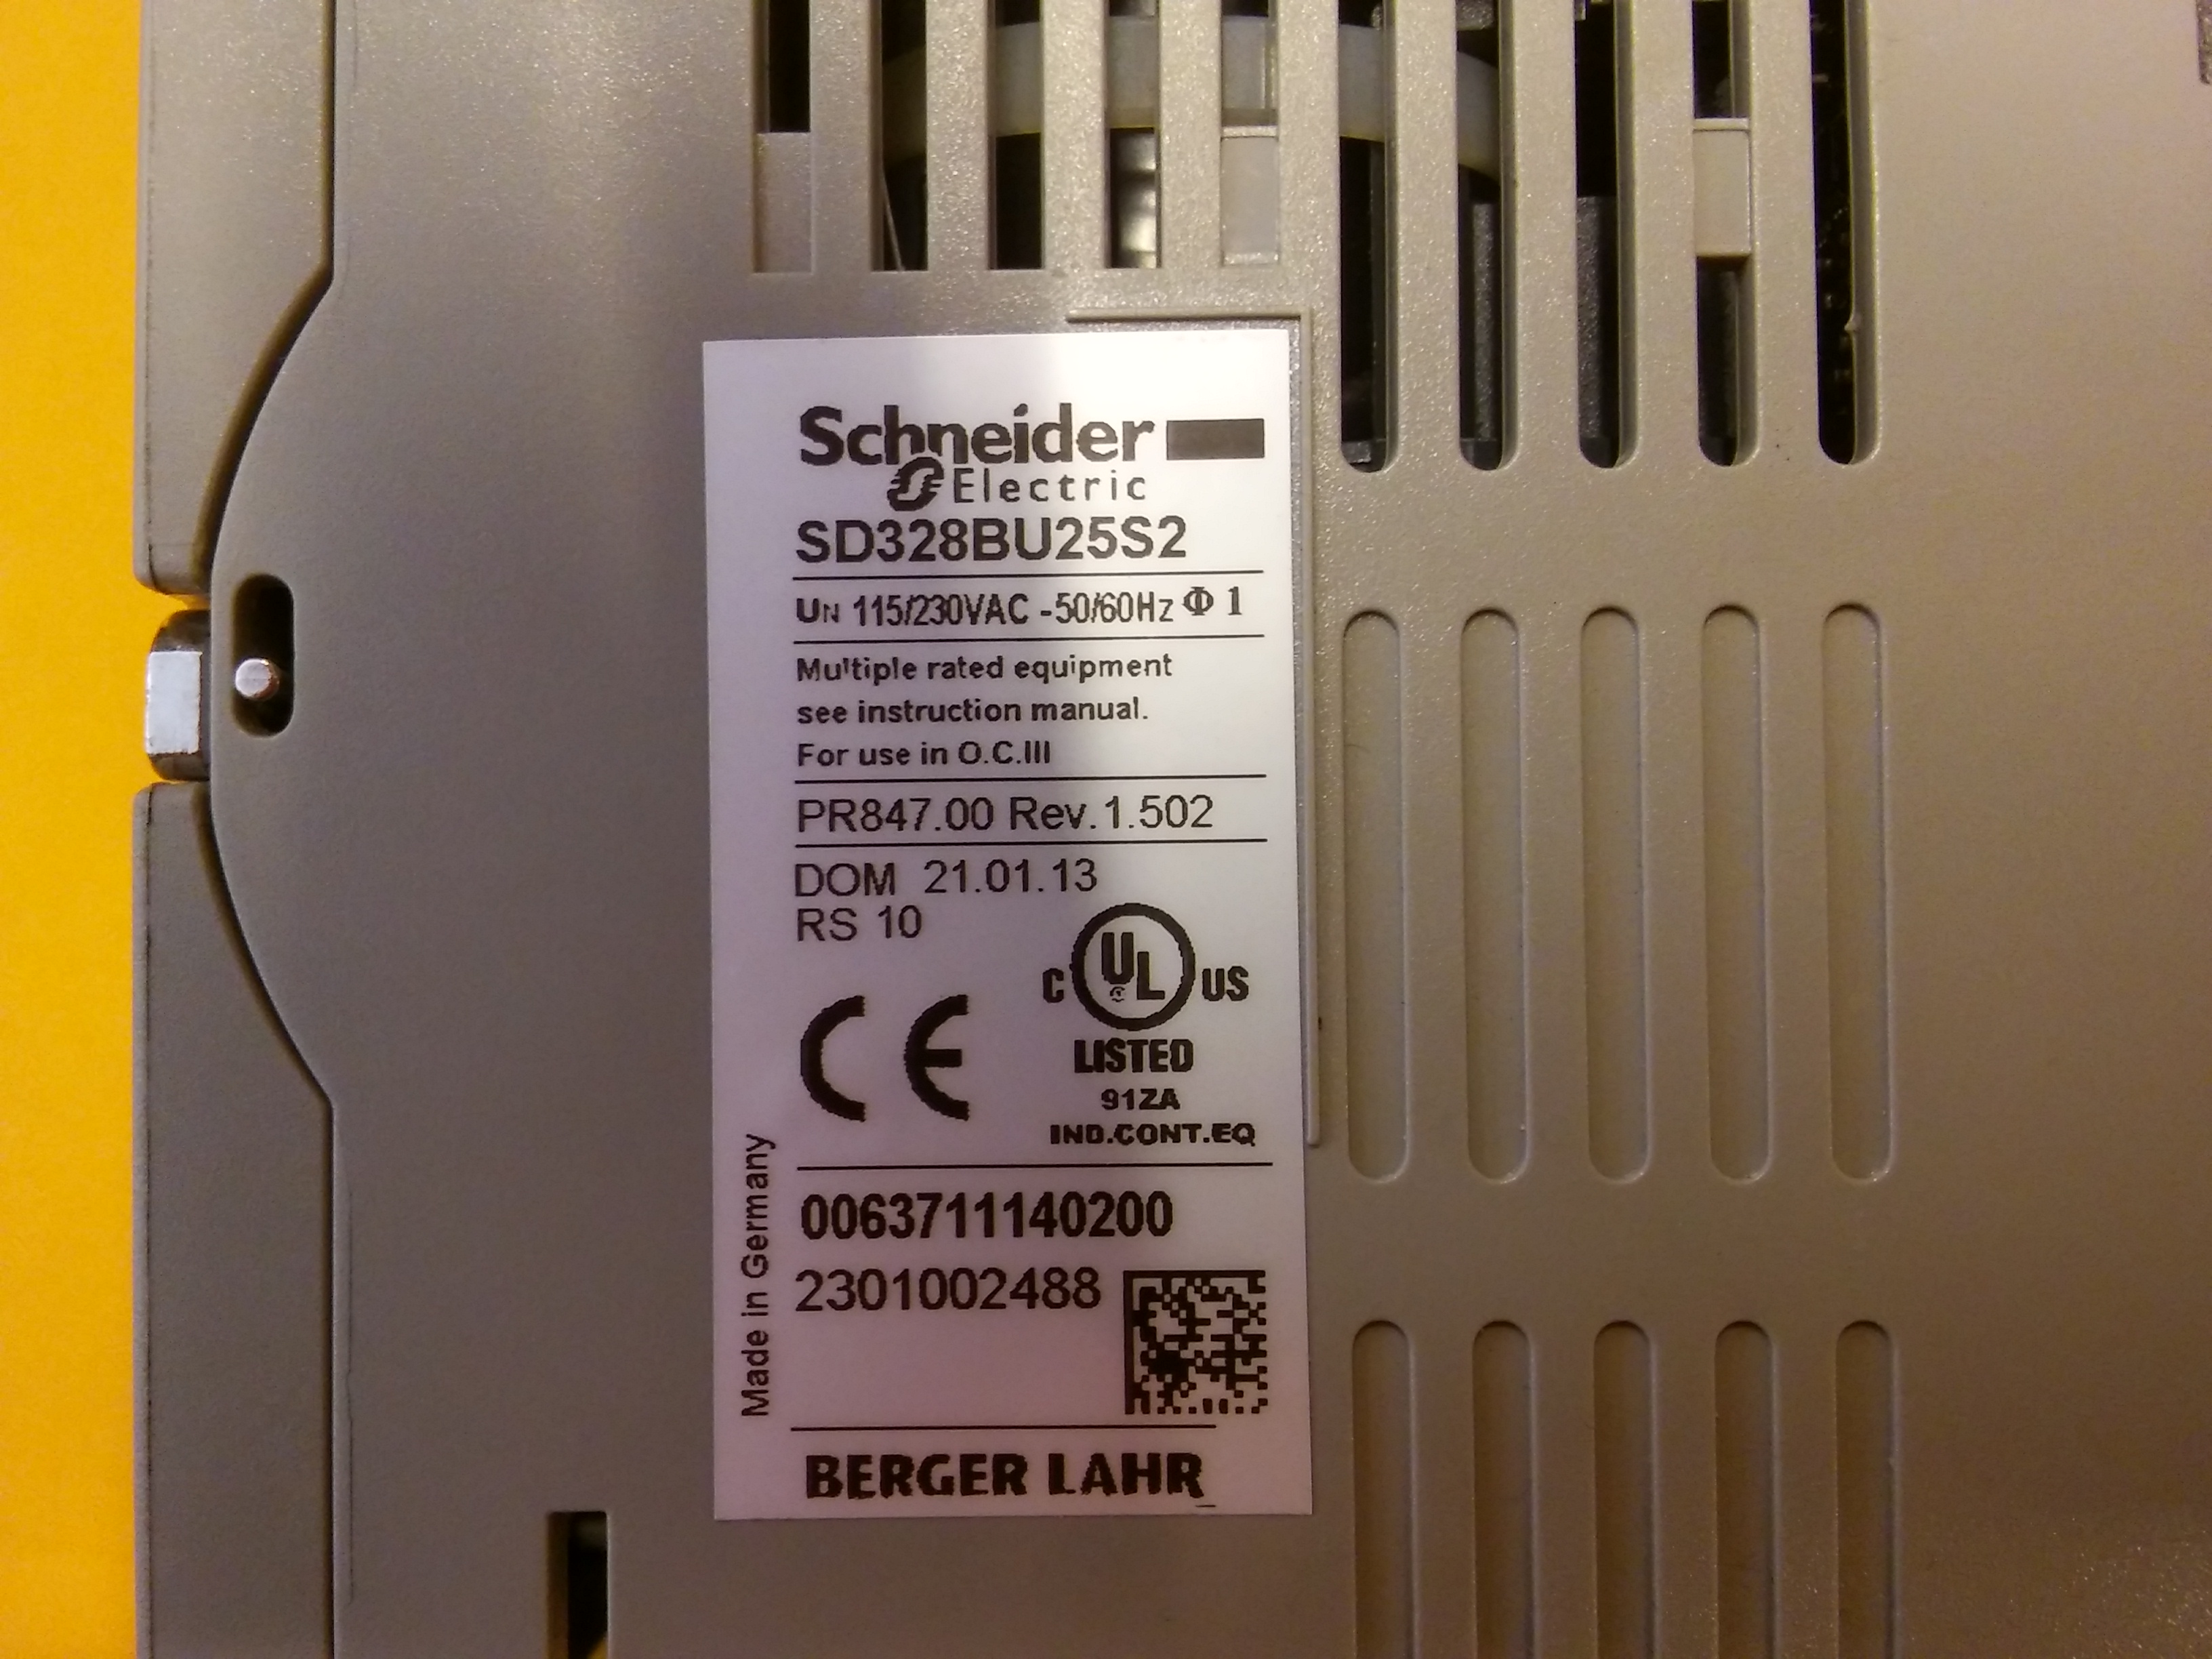 Schneider
Electric
SD328BU25S2
UN 115/230VAC -50/60Hz Φ 1
Multiple rated equipment
see instruction manual.
For use in O.C.III
PR847.00 Rev.1.502
DOM 21.01.13
RS 10
C UL US
LISTED
91ZA
IND.CONT.EQ
CE
0063711140200
2301002488
Made in Germany
BERGER LAHR